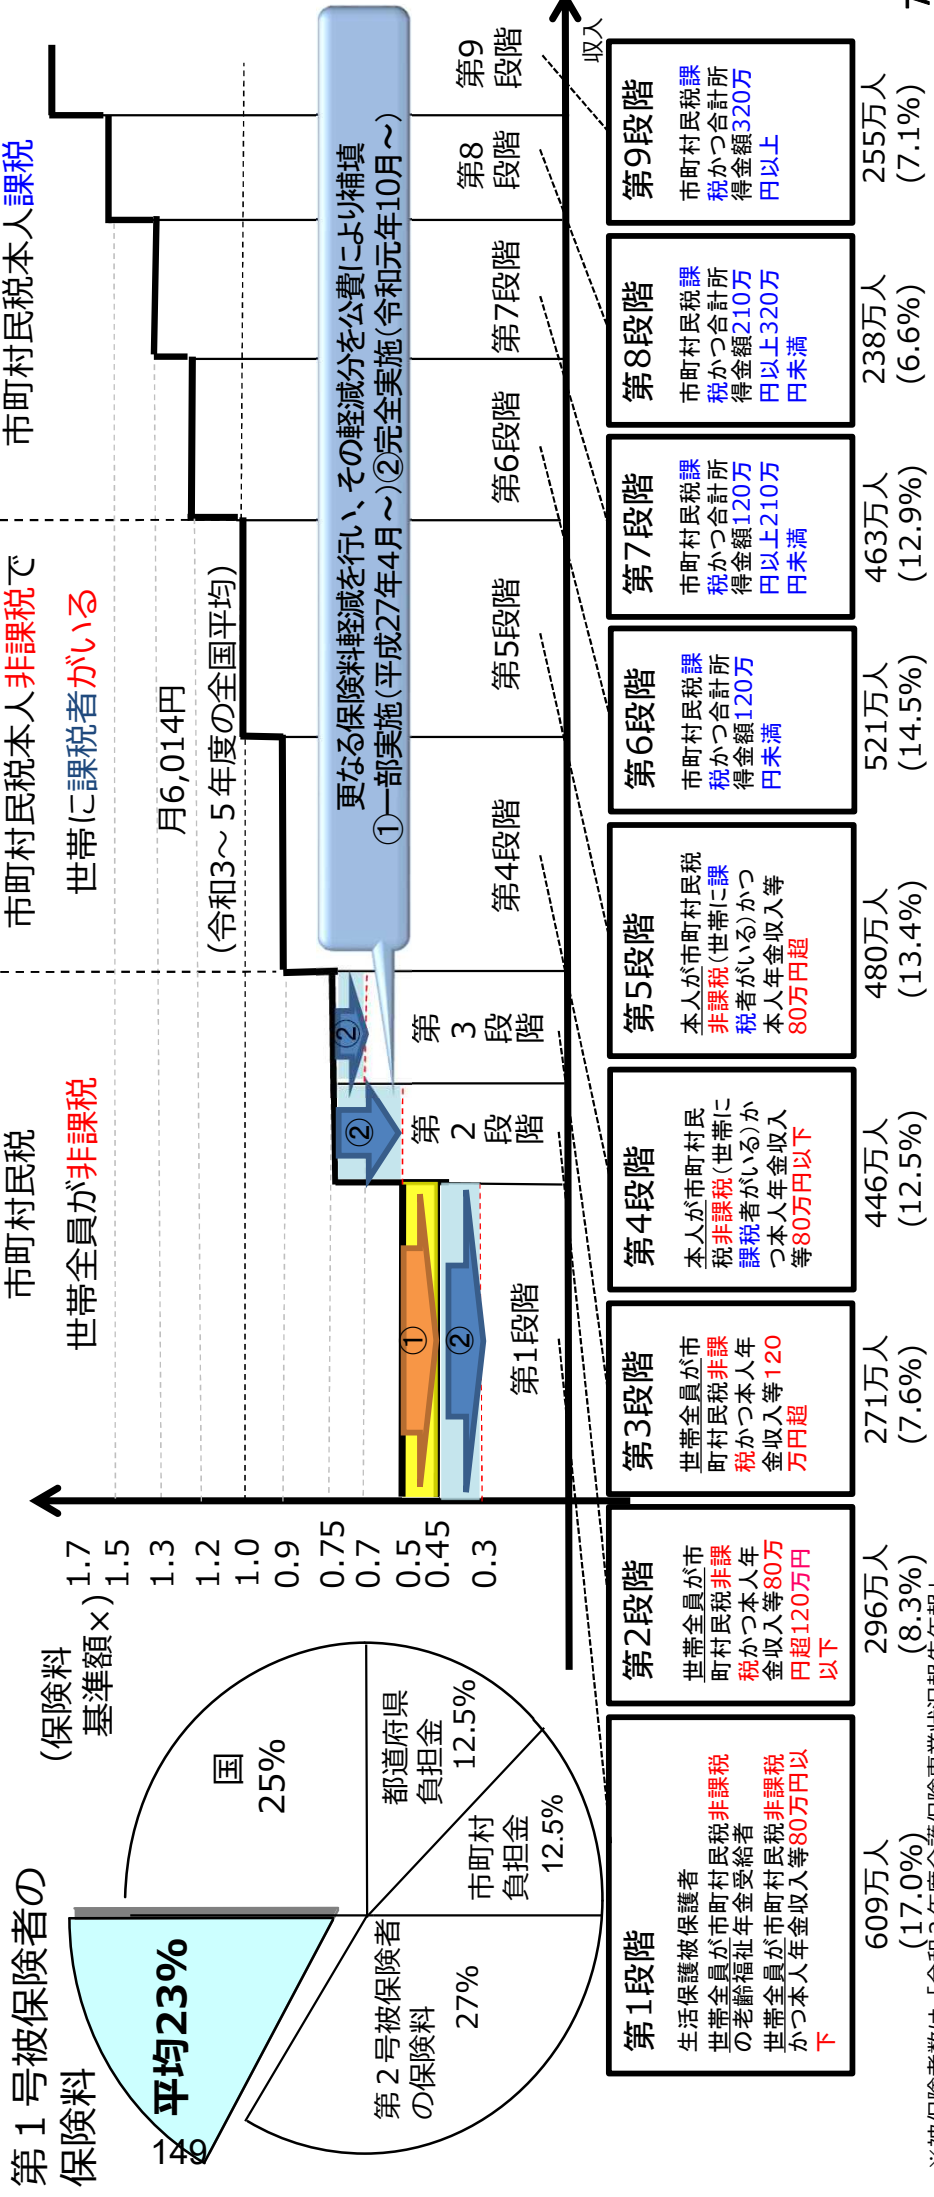 第１号被保険者の
保険料
平均23%
国
25%
都道府県
負担金
12.5%
市町村
負担金
12.5%
第２号被保険者
の保険料
27%
149
(保険料
基準額×)
1.7
1.5
1.3
1.2
1.0
0.9
0.75
0.7
0.5
0.45
0.3
市町村民税
世帯全員が非課税
市町村民税本人非課税で
世帯に課税者がいる
市町村民税本人課税
月6,014円
(令和3～５年度の全国平均)
更なる保険料軽減を行い、その軽減分を公費により補填
①一部実施(平成27年4月～)②完全実施(令和元年10月～)
①
②
②
②
第1段階
第
２
段
階
第
３
段
階
第4段階
第5段階
第6段階
第7段階
第8
段階
第9
段階
収入
第1段階
生活保護被保護者
世帯全員が市町村民税非課税
の老齢福祉年金受給者
世帯全員が市町村民税非課税
かつ本人年金収入等80万円以
下
609万人
(17.0%)
第2段階
世帯全員が市
町村民税非課
税かつ本人年
金収入等80万
円超120万円
以下
296万人
(8.3%)
第3段階
世帯全員が市
町村民税非課
税かつ本人年
金収入等120
万円超
271万人
(7.6%)
第4段階
本人が市町村民
税非課税(世帯に
課税者がいる)か
つ本人年金収入
等80万円以下
446万人
(12.5%)
第5段階
本人が市町村民税
非課税(世帯に課
税者がいる)かつ
本人年金収入等
80万円超
480万人
(13.4%)
第6段階
市町村民税課
税かつ合計所
得金額120万
円未満
521万人
(14.5%)
第7段階
市町村民税課
税かつ合計所
得金額120万
円以上210万
円未満
463万人
(12.9%)
第8段階
市町村民税課
税かつ合計所
得金額210万
円以上320万
円未満
238万人
(6.6%)
第9段階
市町村民税課
税かつ合計所
得金額320万
円以上
255万人
(7.1%)
※被保険者数は「令和２年度介護保険事業状況報告年報」